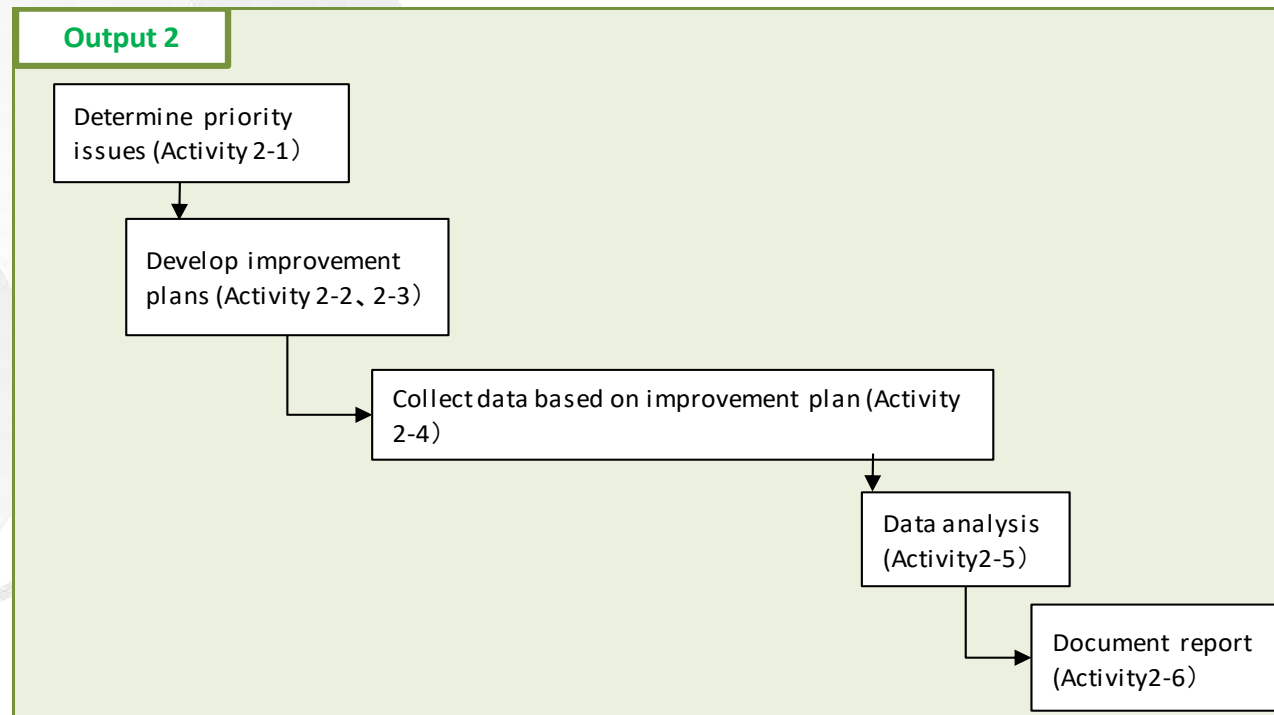 Output 2
Determine priority
issues (Activity 2-1）
Develop improvement
plans (Activity 2-2、2-3）
Collect data based on improvement plan (Activity
2-4）
Data analysis
(Activity2-5）
Document report
(Activity2-6）